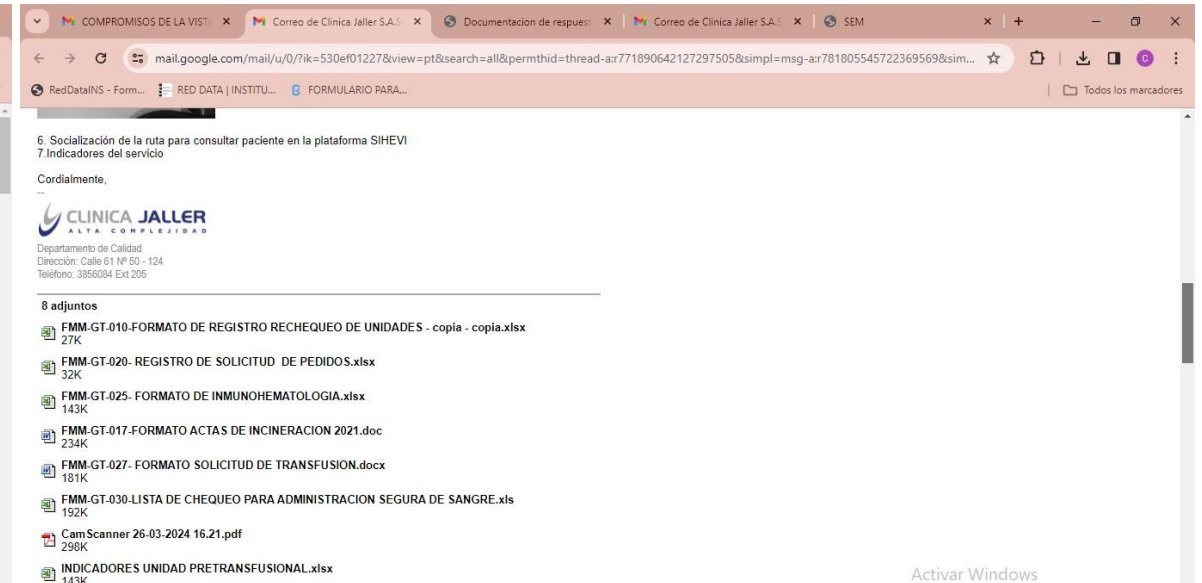 COMPROMISOS DE LA VISTA
Correo de Clinica Jaller S.A.S
Documentacion de respuest
Correo de Clinica Jaller S.A.S
SEM
mail.google.com/mail/u/0/?ik=530ef01227&view=pt&search=all&permthid=thread-a:r771890642127297505&simpl=msg-a:r781805545722369569&sim...
RedDataINS - Form...
RED DATA | INSTITU...
FORMULARIO PARA...
Todos los marcadores
6. Socialización de la ruta para consultar paciente en la plataforma SIHEVI
7.Indicadores del servicio
Cordialmente,
--
CLINICA JALLER
ALTA COMPLEJIDAD
Departamento de Calidad
Dirección: Calle 61 Nº 50 - 124
Teléfono: 3856084 Ext 205
8 adjuntos
FMM-GT-010-FORMATO DE REGISTRO RECHEQUEO DE UNIDADES - copia - copia.xlsx
27K
FMM-GT-020- REGISTRO DE SOLICITUD DE PEDIDOS.xlsx
32K
FMM-GT-025- FORMATO DE INMUNOHEMATOLOGIA.xlsx
143K
FMM-GT-017-FORMATO ACTAS DE INCINERACION 2021.doc
234K
FMM-GT-027- FORMATO SOLICITUD DE TRANSFUSION.docx
181K
FMM-GT-030-LISTA DE CHEQUEO PARA ADMINISTRACION SEGURA DE SANGRE.xls
192K
CamScanner 26-03-2024 16.21.pdf
298K
INDICADORES UNIDAD PRETRANSFUSIONAL.xlsx
143K
Activar Windows